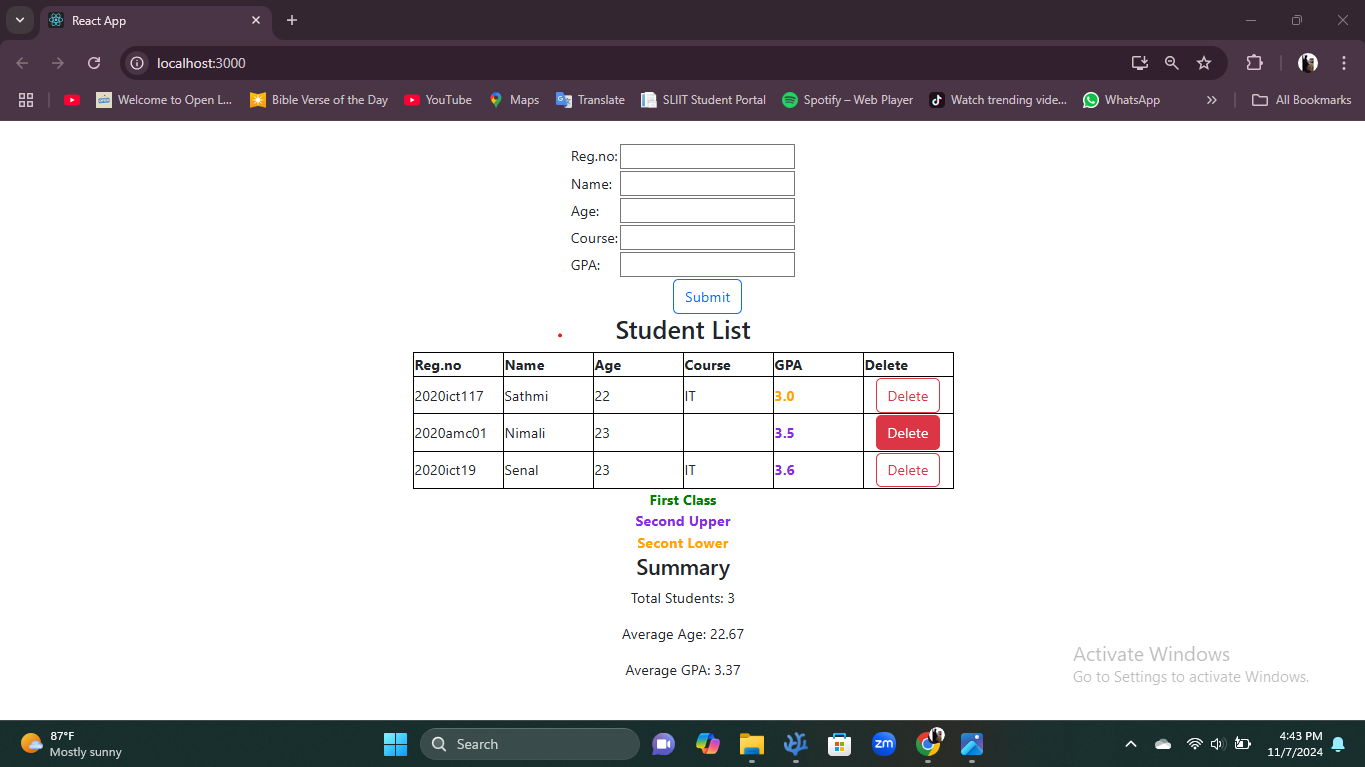 React App
localhost:3000
Welcome to Open L... Bible Verse of the Day YouTube Maps Translate SLIIT Student Portal Spotify – Web Player Watch trending vide... WhatsApp » All Bookmarks
Reg.no:
Name:
Age:
Course:
GPA:
Submit
Student List
Reg.no Name Age Course GPA Delete
2020ict117 Sathmi 22 IT 3.0 Delete
2020amc01 Nimali 23 3.5 Delete
2020ict19 Senal 23 IT 3.6 Delete
First Class
Second Upper
Secont Lower
Summary
Total Students: 3
Average Age: 22.67
Average GPA: 3.37
Activate Windows
Go to Settings to activate Windows.
87°F
Mostly sunny
Search
zm
4:43 PM
11/7/2024